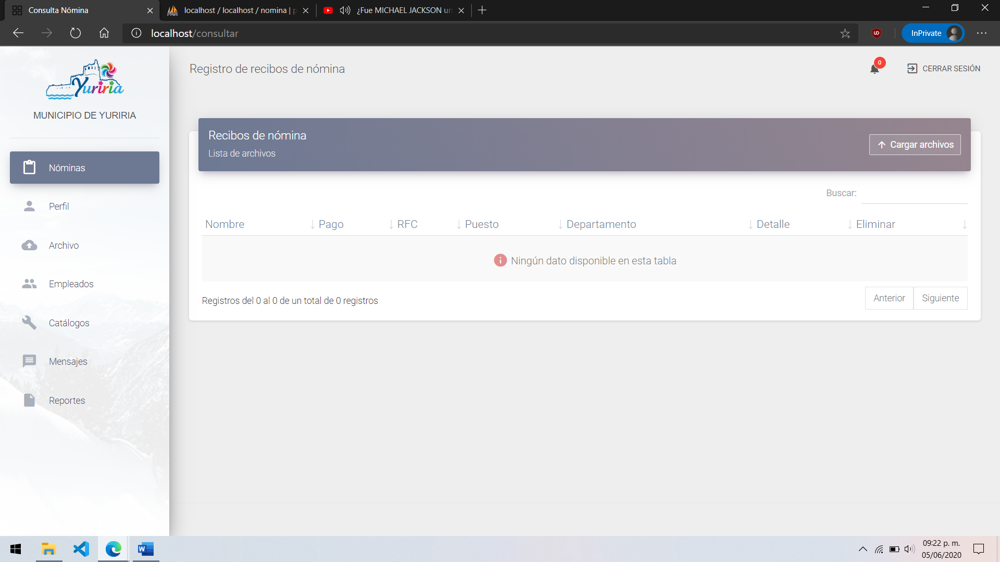 Consulta Nómina
localhost / localhost / nomina | p
¿Fue MICHAEL JACKSON un
localhost/consultar
InPrivate
Yuriria
MUNICIPIO DE YURIRIA
Nóminas
Perfil
Archivo
Empleados
Catálogos
Mensajes
Reportes
Registro de recibos de nómina
0
CERRAR SESIÓN
Recibos de nómina
Lista de archivos
Cargar archivos
Buscar:
Nombre Pago RFC Puesto Departamento Detalle Eliminar
Ningún dato disponible en esta tabla
Registros del 0 al 0 de un total de 0 registros
Anterior Siguiente
09:22 p. m.
05/06/2020